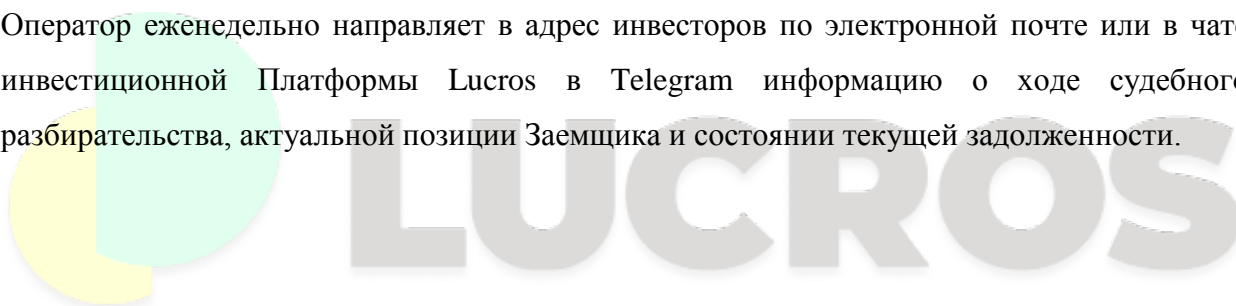 Оператор еженедельно направляет в адрес инвесторов по электронной почте или в чате
инвестиционной Платформы Lucros в Telegram информацию о ходе судебного
разбирательства, актуальной позиции Заемщика и состоянии текущей задолженности.
LUCROS